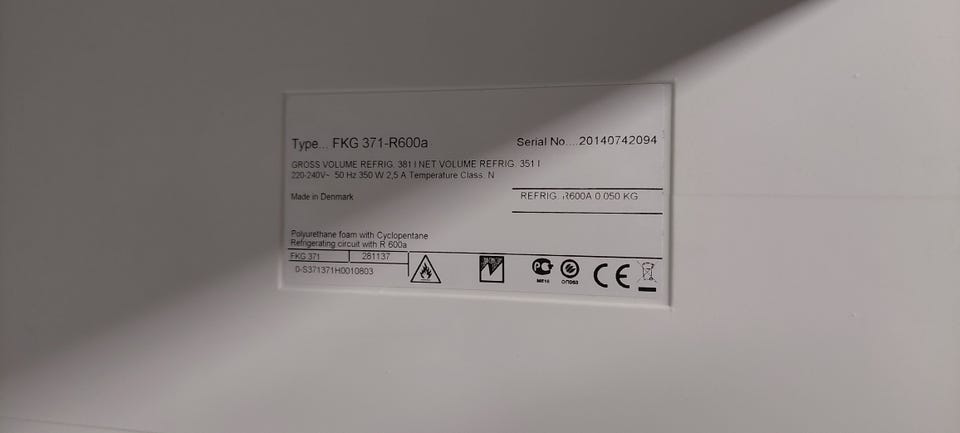 Type... FKG 371-R600a
Serial No....20140742094
GROSS VOLUME REFRIG. 381 l NET VOLUME REFRIG. 351 l
220-240V~ 50 Hz 350 W 2,5 A Temperature Class. N
Made in Denmark
REFRIG. R600A 0.050 KG
Polyurethane foam with Cyclopentane
Refrigerating circuit with R 600a
FKG 371 281137
0-S371371H0010803
CE